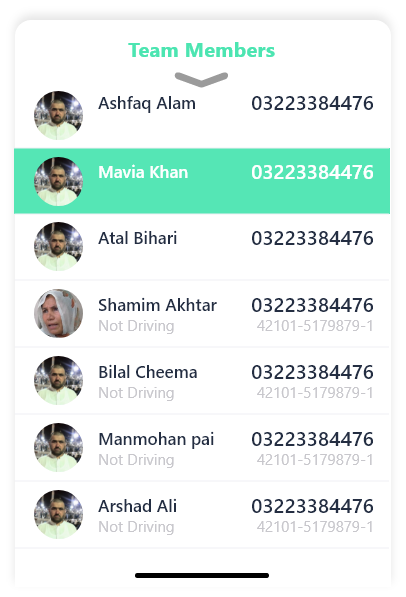 Team Members
Ashfaq Alam 03223384476
Mavia Khan 03223384476
Atal Bihari 03223384476
Shamim Akhtar 03223384476
Not Driving 42101-5179879-1
Bilal Cheema 03223384476
Not Driving 42101-5179879-1
Manmohan pai 03223384476
Not Driving 42101-5179879-1
Arshad Ali 03223384476
Not Driving 42101-5179879-1